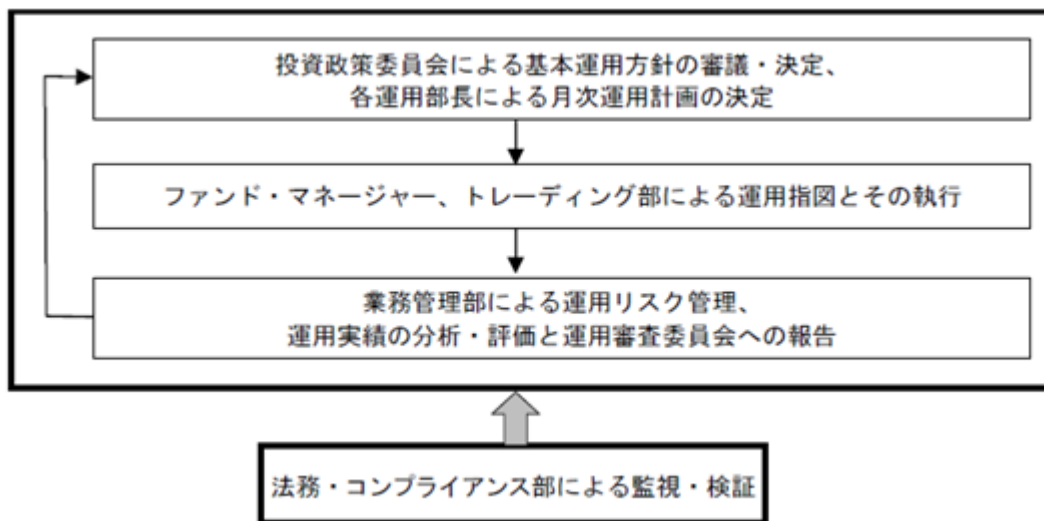 投資政策委員会による基本運用方針の審議・決定、
各運用部長による月次運用計画の決定
ファンド・マネージャー、トレーディング部による運用指図とその執行
業務管理部による運用リスク管理、
運用実績の分析・評価と運用審査委員会への報告
法務・コンプライアンス部による監視・検証